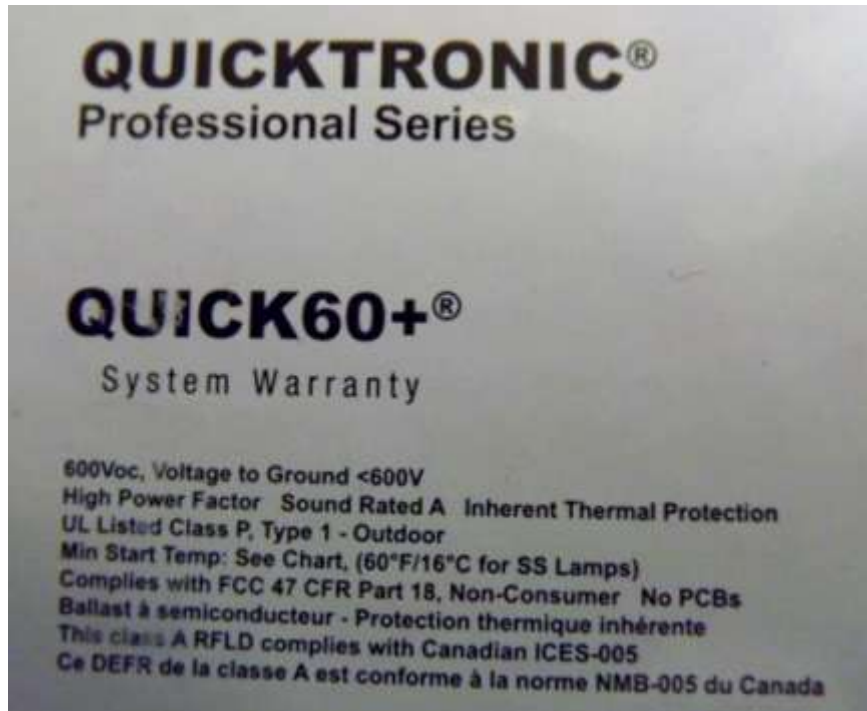 QUICKTRONIC®
Professional Series
QUICK60+®
System Warranty
600Voc, Voltage to Ground <600V
High Power Factor Sound Rated A Inherent Thermal Protection
UL Listed Class P, Type 1 - Outdoor
Min Start Temp: See Chart, (60°F/16°C for SS Lamps)
Complies with FCC 47 CFR Part 18, Non-Consumer No PCBs
Ballast à semiconducteur - Protection thermique inhérente
This class A RFLD complies with Canadian ICES-005
Ce DEFR de la classe A est conforme à la norme NMB-005 du Canada